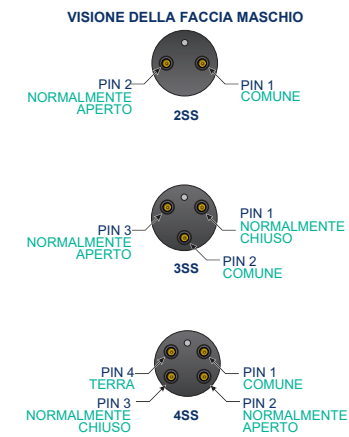 VISIONE DELLA FACCIA MASCHIO
PIN 2
NORMALMENTE
APERTO
PIN 1
COMUNE
2SS
PIN 3
NORMALMENTE
APERTO
PIN 1
NORMALMENTE
CHIUSO
PIN 2
COMUNE
3SS
PIN 4
TERRA
PIN 1
COMUNE
PIN 3
NORMALMENTE
CHIUSO
PIN 2
NORMALMENTE
APERTO
4SS